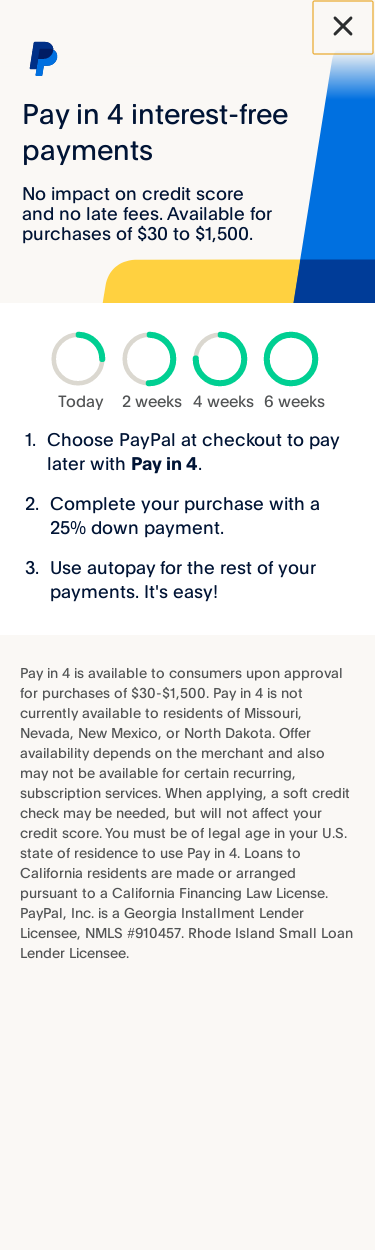 Pay in 4 interest-free
payments
No impact on credit score
and no late fees. Available for
purchases of $30 to $1,500.
Today 2 weeks 4 weeks 6 weeks
1. Choose PayPal at checkout to pay
later with Pay in 4.
2. Complete your purchase with a
25% down payment.
3. Use autopay for the rest of your
payments. It's easy!
Pay in 4 is available to consumers upon approval
for purchases of $30-$1,500. Pay in 4 is not
currently available to residents of Missouri,
Nevada, New Mexico, or North Dakota. Offer
availability depends on the merchant and also
may not be available for certain recurring,
subscription services. When applying, a soft credit
check may be needed, but will not affect your
credit score. You must be of legal age in your U.S.
state of residence to use Pay in 4. Loans to
California residents are made or arranged
pursuant to a California Financing Law License.
PayPal, Inc. is a Georgia Installment Lender
Licensee, NMLS #910457. Rhode Island Small Loan
Lender Licensee.